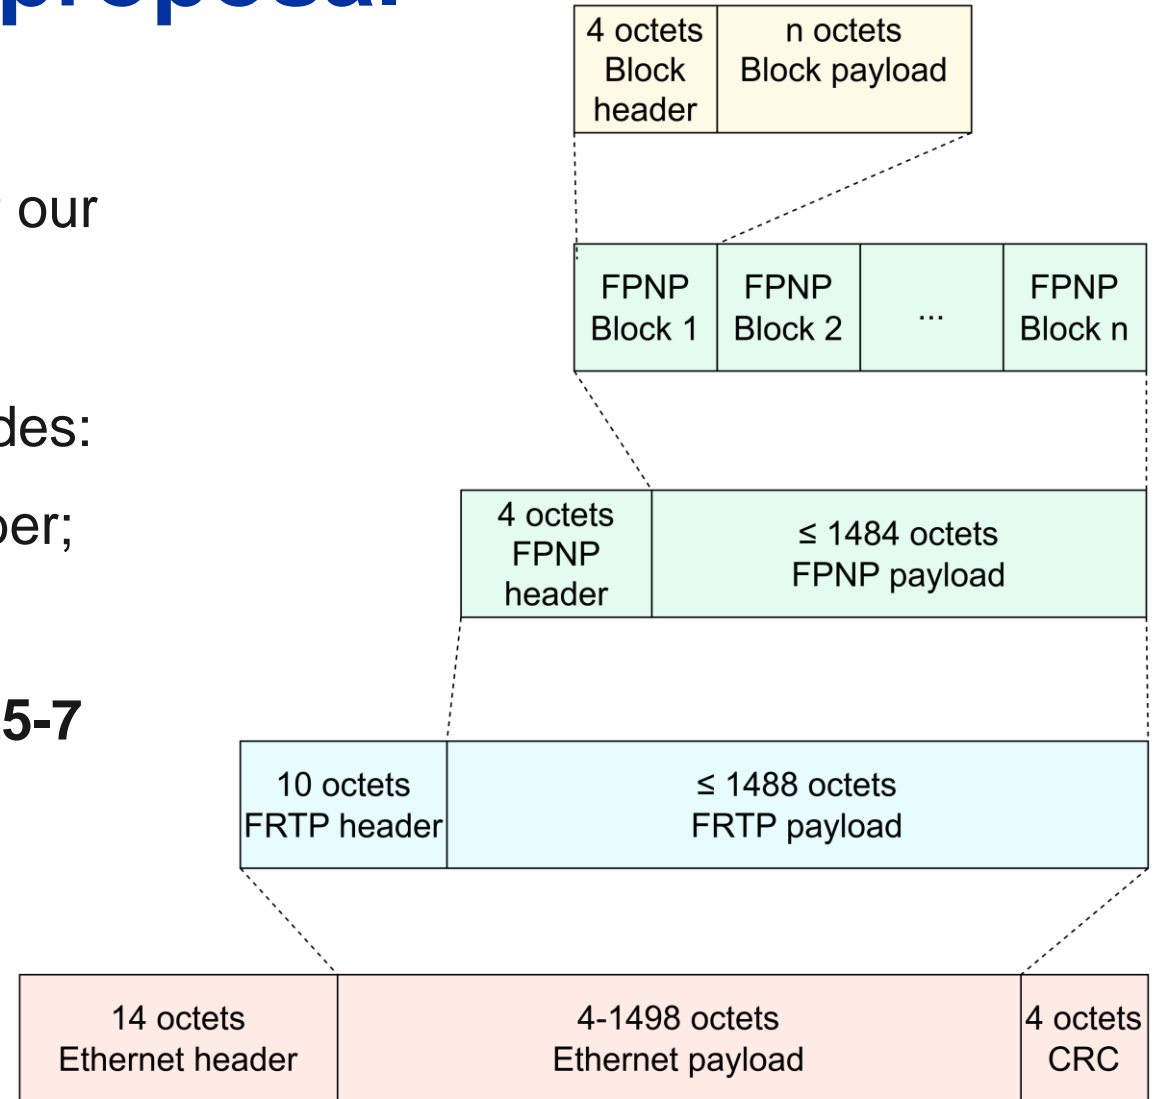 proposal
our
des:
ber;
5-7
4 octets
Block
header
n octets
Block payload
FPNP
Block 1
FPNP
Block 2
...
FPNP
Block n
4 octets
FPNP
header
≤ 1484 octets
FPNP payload
10 octets
FRTP header
≤ 1488 octets
FRTP payload
14 octets
Ethernet header
4-1498 octets
Ethernet payload
4 octets
CRC